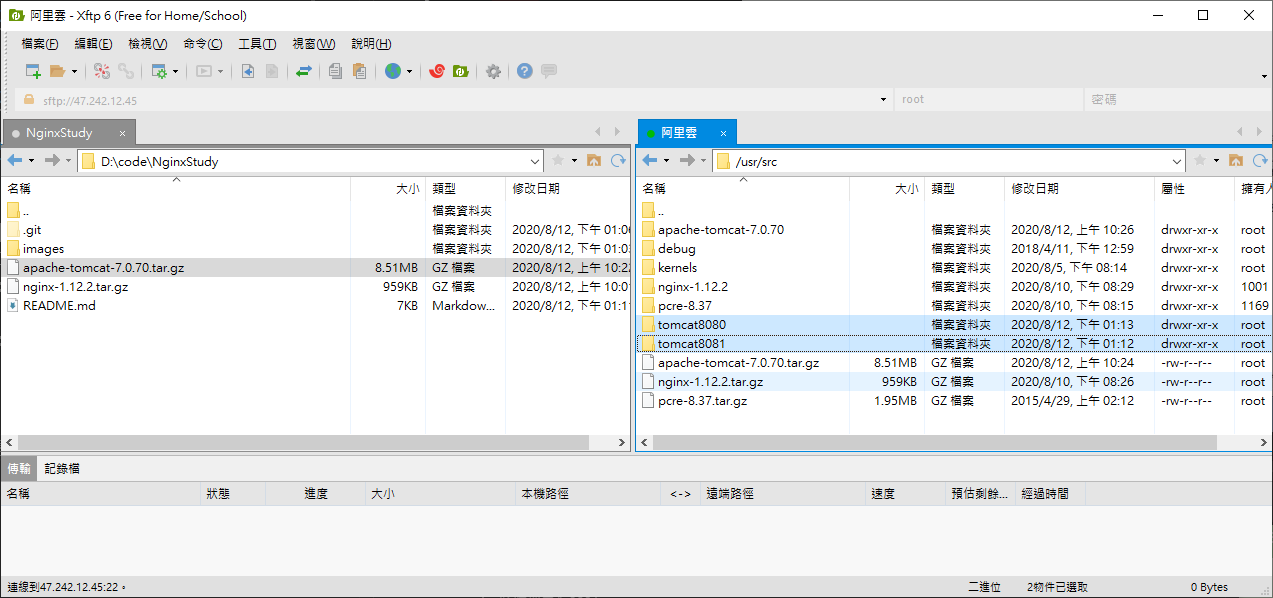 阿里雲 - Xftp 6 (Free for Home/School)
檔案(F) 編輯(E) 檢視(V) 命令(C) 工具(T) 視窗(W) 說明(H)
sftp://47.242.12.45 root 密碼
NginxStudy × 阿里雲 ×
D:\code\NginxStudy /usr/src
名稱 大小 類型 修改日期 名稱 大小 類型 修改日期 屬性 擁有人
.. 檔案資料夾 ..
.git 檔案資料夾 2020/8/12, 下午 01:0 apache-tomcat-7.0.70 檔案資料夾 2020/8/12, 上午 10:26 drwxr-xr-x root
images 檔案資料夾 2020/8/12, 下午 01:0 debug 檔案資料夾 2018/4/11, 下午 12:59 drwxr-xr-x root
apache-tomcat-7.0.70.tar.gz 8.51MB GZ 檔案 2020/8/12, 上午 10:2 kernels 檔案資料夾 2020/8/5, 下午 08:14 drwxr-xr-x root
nginx-1.12.2.tar.gz 959KB GZ 檔案 2020/8/12, 上午 10:0 nginx-1.12.2 檔案資料夾 2020/8/10, 下午 08:29 drwxr-xr-x 1001
README.md 7KB Markdow... 2020/8/12, 下午 01:1 pcre-8.37 檔案資料夾 2020/8/10, 下午 08:15 drwxr-xr-x 1169
tomcat8080 檔案資料夾 2020/8/12, 下午 01:13 drwxr-xr-x root
tomcat8081 檔案資料夾 2020/8/12, 下午 01:12 drwxr-xr-x root
apache-tomcat-7.0.70.tar.gz 8.51MB GZ 檔案 2020/8/12, 上午 10:24 -rw-r--r-- root
nginx-1.12.2.tar.gz 959KB GZ 檔案 2020/8/10, 下午 08:26 -rw-r--r-- root
pcre-8.37.tar.gz 1.95MB GZ 檔案 2015/4/29, 上午 02:12 -rw-r--r-- root
傳輸 記錄檔
名稱 狀態 進度 大小 本機路徑 <-> 遠端路徑 速度 預估剩餘... 經過時間
連線到47.242.12.45:22。 二進位 2物件已選取 0 Bytes